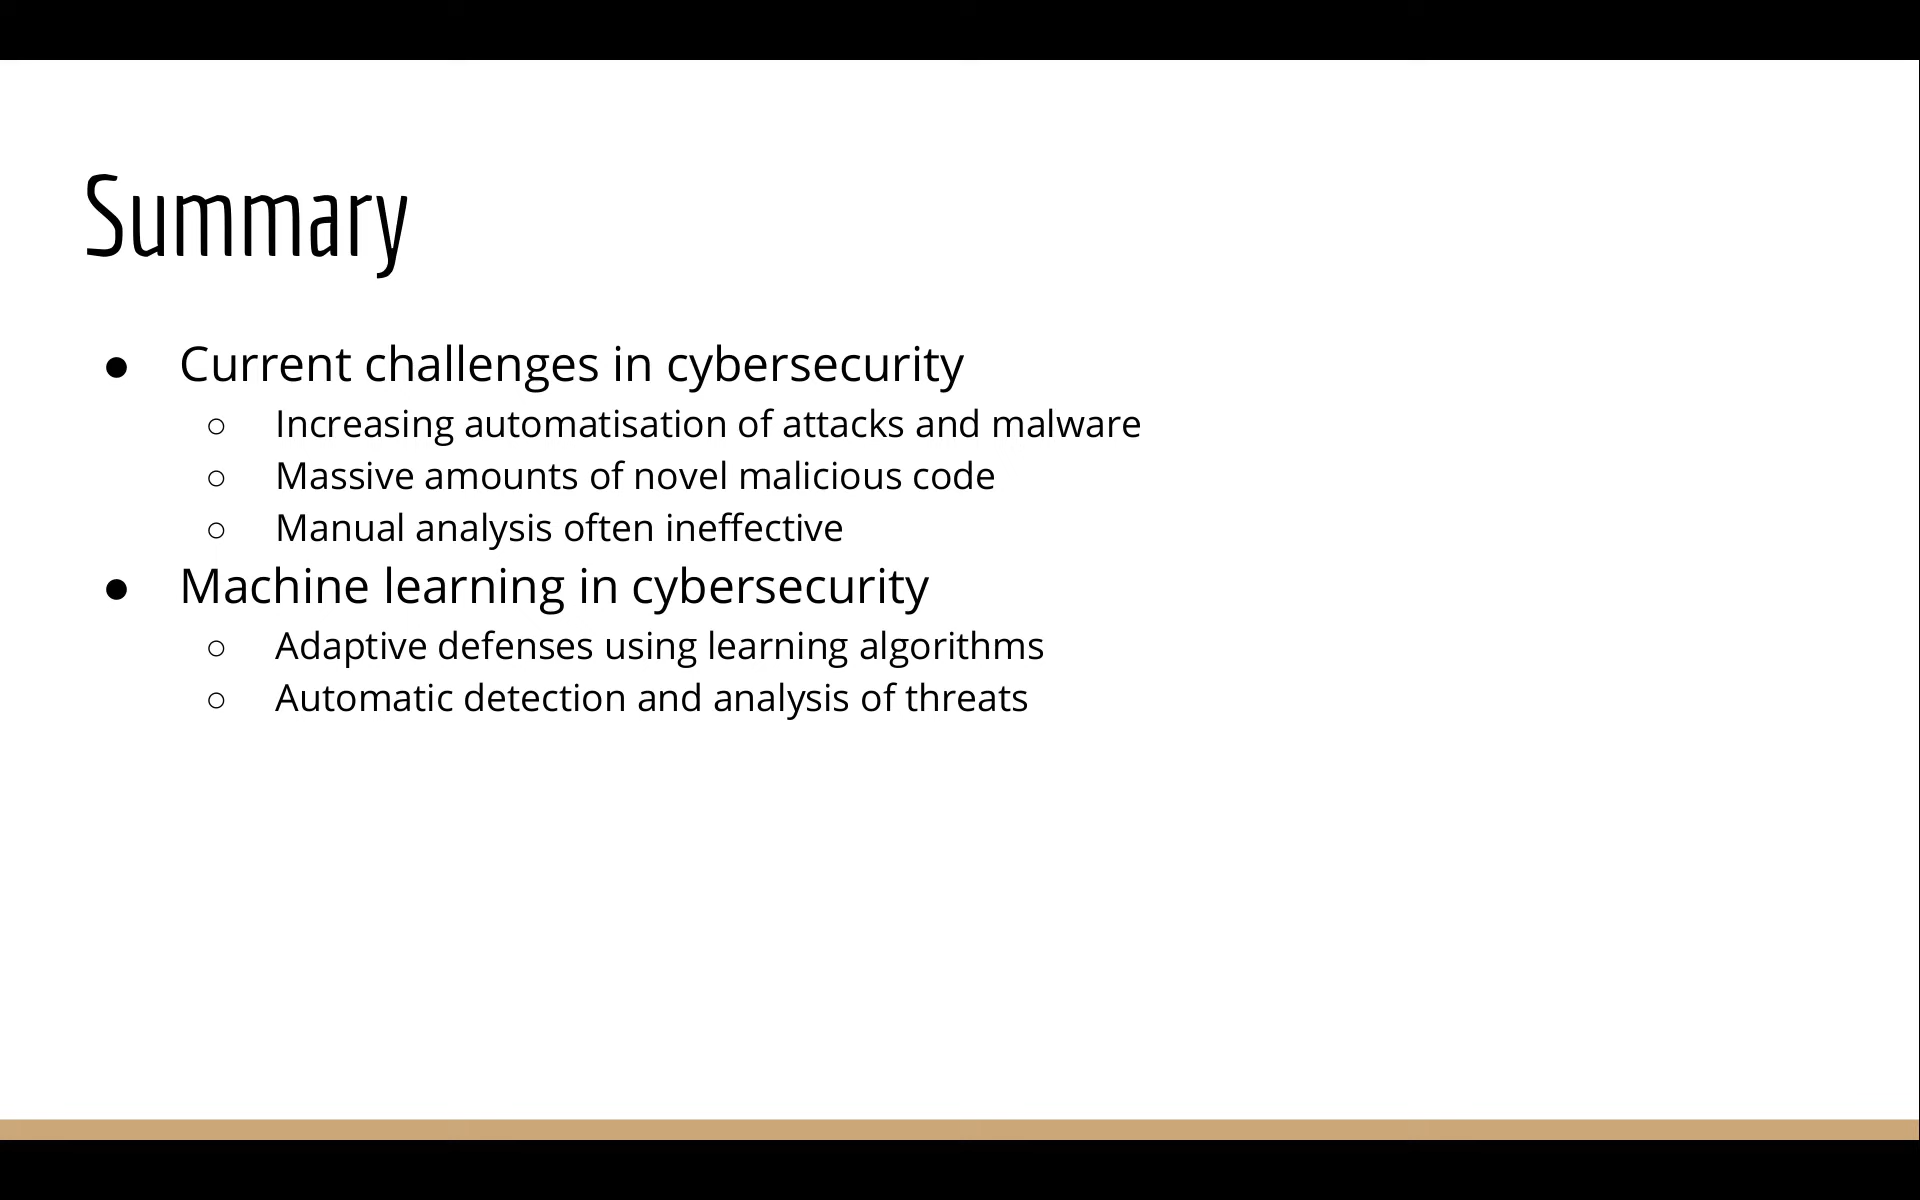 Summary
● Current challenges in cybersecurity
○ Increasing automatisation of attacks and malware
○ Massive amounts of novel malicious code
○ Manual analysis often ineffective
● Machine learning in cybersecurity
○ Adaptive defenses using learning algorithms
○ Automatic detection and analysis of threats